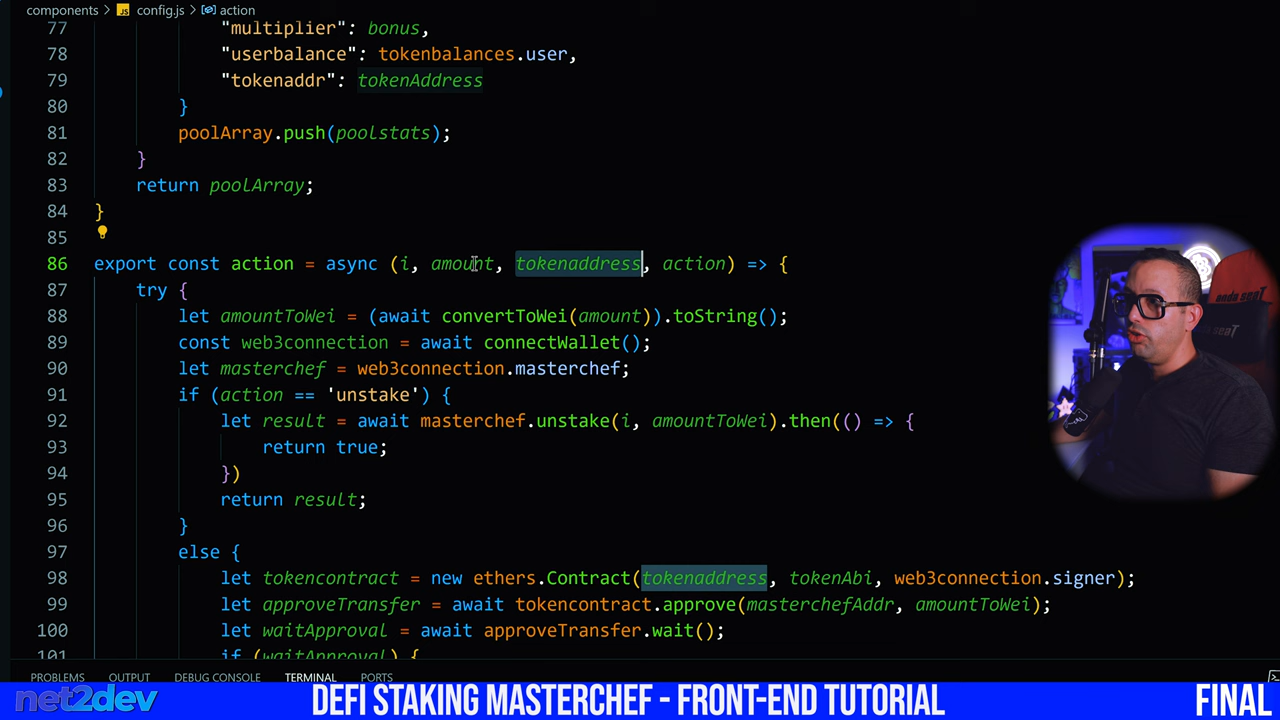 components > config.js > action
77 "multiplier": bonus,
78 "userbalance": tokenbalances.user,
79 "tokenaddr": tokenAddress
80 }
81 poolArray.push(poolstats);
82 }
83 return poolArray;
84 }
85
86 export const action = async (i, amount, tokenaddress, action) => {
87 try {
88 let amountToWei = (await convertToWei(amount)).toString();
89 const web3connection = await connectWallet();
90 let masterchef = web3connection.masterchef;
91 if (action == 'unstake') {
92 let result = await masterchef.unstake(i, amountToWei).then(() => {
93 return true;
94 })
95 return result;
96 }
97 else {
98 let tokencontract = new ethers.Contract(tokenaddress, tokenAbi, web3connection.signer);
99 let approveTransfer = await tokencontract.approve(masterchefAddr, amountToWei);
100 let waitApproval = await approveTransfer.wait();
101 if (waitApproval) {
PROBLEMS OUTPUT DEBUG CONSOLE TERMINAL PORTS
net2dev DEFI STAKING MASTERCHEF - FRONT-END TUTORIAL FINAL